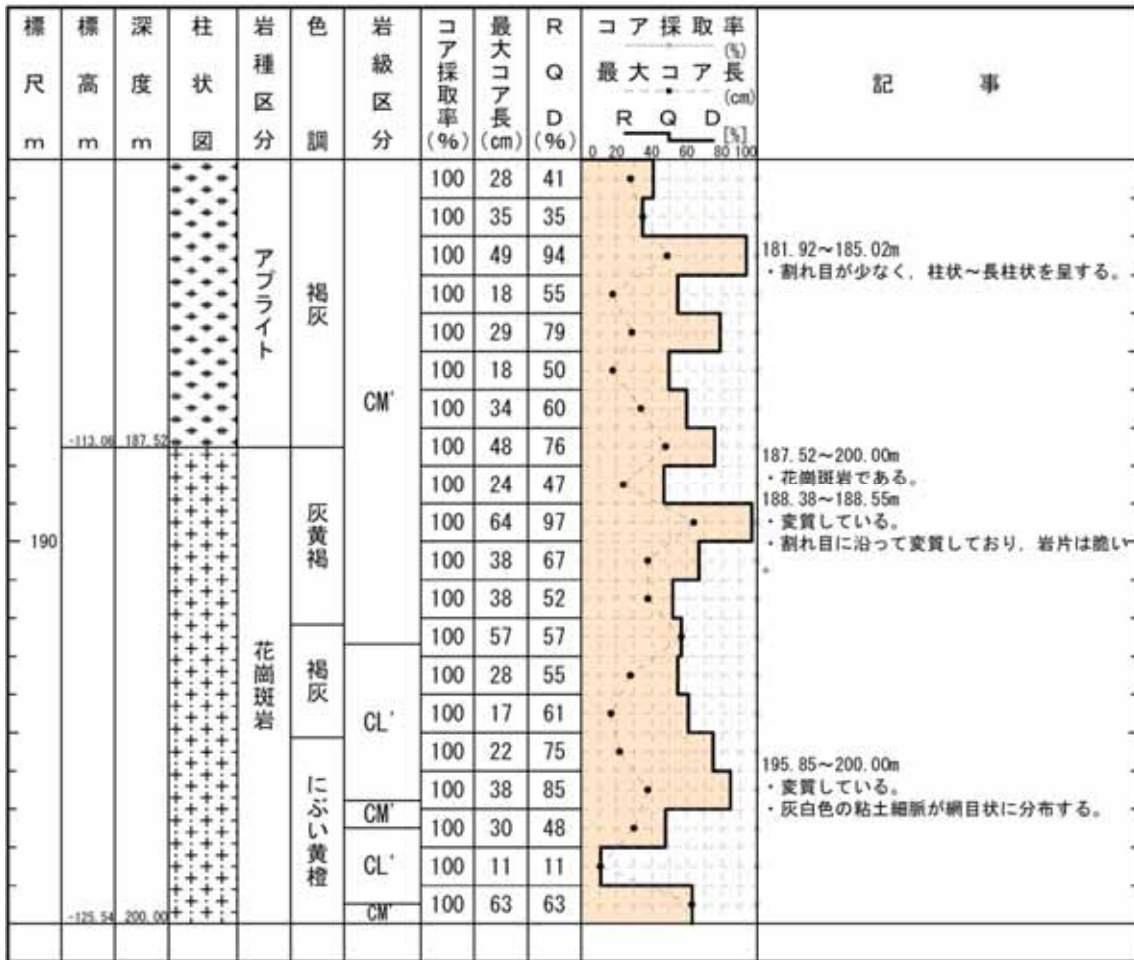 標尺 m
標高 m
深度 m
柱状図
岩種区分
色調
岩級区分
コア採取率(%)
最大コア長(cm)
RQD(%)
コア採取率
(%)
最大コア長
(cm)
RQD
[%]
0 20 40 60 80 100
記事
190
-113.06 187.52
-125.54 200.00
アプライト
花崗斑岩
褐灰
灰黄褐
褐灰
にぶい黄橙
CM'
CL'
CM'
CL'
CM'
100 28 41
100 35 35
100 49 94
100 18 55
100 29 79
100 18 50
100 34 60
100 48 76
100 24 47
100 64 97
100 38 67
100 38 52
100 57 57
100 28 55
100 17 61
100 22 75
100 38 85
100 30 48
100 11 11
100 63 63
181.92～185.02m
・割れ目が少なく，柱状～長柱状を呈する。
187.52～200.00m
・花崗斑岩である。
188.38～188.55m
・変質している。
・割れ目に沿って変質しており，岩片は脆い
。
195.85～200.00m
・変質している。
・灰白色の粘土細脈が網目状に分布する。